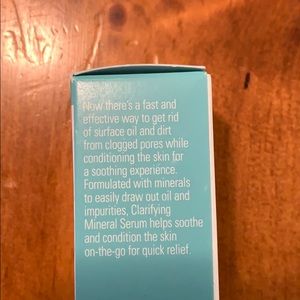 Now there's a fast and
effective way to get rid
of surface oil and dirt
from clogged pores while
conditioning the skin for
a soothing experience.
Formulated with minerals
to easily draw out oil and
impurities, Clarifying
Mineral Serum helps soothe
and condition the skin
on-the-go for quick relief.